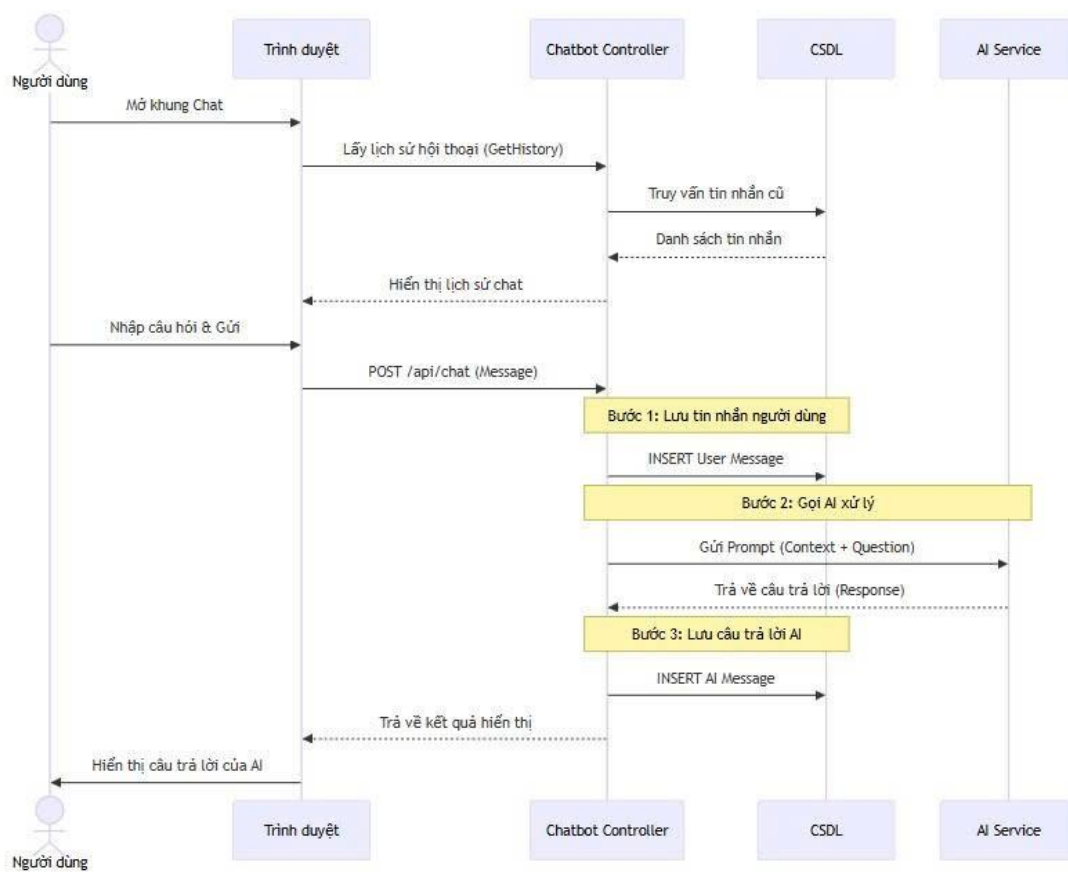 Người dùng
Trình duyệt
Chatbot Controller
CSDL
AI Service
Mở khung Chat
Lấy lịch sử hội thoại (GetHistory)
Truy vấn tin nhắn cũ
Danh sách tin nhắn
Hiển thị lịch sử chat
Nhập câu hỏi & Gửi
POST /api/chat (Message)
Bước 1: Lưu tin nhắn người dùng
INSERT User Message
Bước 2: Gọi AI xử lý
Gửi Prompt (Context + Question)
Trả về câu trả lời (Response)
Bước 3: Lưu câu trả lời AI
INSERT AI Message
Trả về kết quả hiển thị
Hiển thị câu trả lời của AI
Người dùng
Trình duyệt
Chatbot Controller
CSDL
AI Service